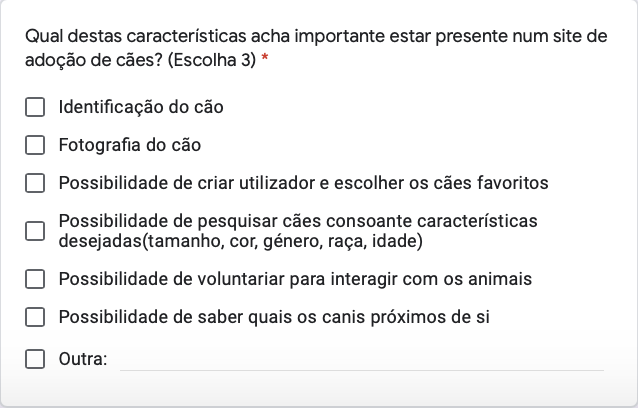 Qual destas características acha importante estar presente num site de
adoção de cães? (Escolha 3) *
Identificação do cão
Fotografia do cão
Possibilidade de criar utilizador e escolher os cães favoritos
Possibilidade de pesquisar cães consoante características
desejadas(tamanho, cor, género, raça, idade)
Possibilidade de voluntariar para interagir com os animais
Possibilidade de saber quais os canis próximos de si
Outra: